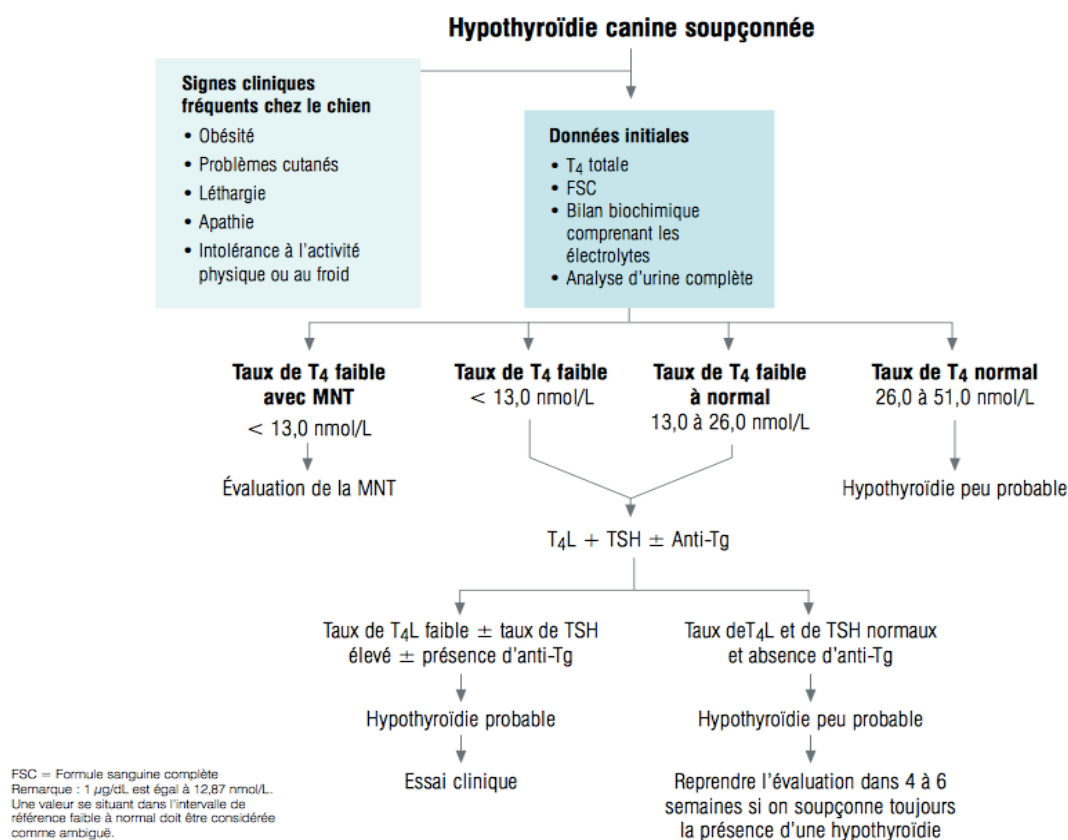 Hypothyroïdie canine soupçonnée
Signes cliniques
fréquents chez le chien
• Obésité
• Problèmes cutanés
• Léthargie
• Apathie
• Intolérance à l'activité
physique ou au froid
Données initiales
• T4 totale
• FSC
• Bilan biochimique
comprenant les
électrolytes
• Analyse d'urine complète
Taux de T4 faible
avec MNT
< 13,0 nmol/L
Évaluation de la MNT
Taux de T4 faible
< 13,0 nmol/L
Taux de T4 faible
à normal
13,0 à 26,0 nmol/L
Taux de T4 normal
26,0 à 51,0 nmol/L
Hypothyroïdie peu probable
T4L + TSH ± Anti-Tg
Taux de T4L faible ± taux de TSH
élevé ± présence d'anti-Tg
Hypothyroïdie probable
Essai clinique
Taux deT4L et de TSH normaux
et absence d'anti-Tg
Hypothyroïdie peu probable
Reprendre l'évaluation dans 4 à 6
semaines si on soupçonne toujours
la présence d'une hypothyroïdie
FSC = Formule sanguine complète
Remarque : 1 µg/dL est égal à 12,87 nmol/L.
Une valeur se situant dans l'intervalle de
référence faible à normal doit être considérée
comme ambiguë.